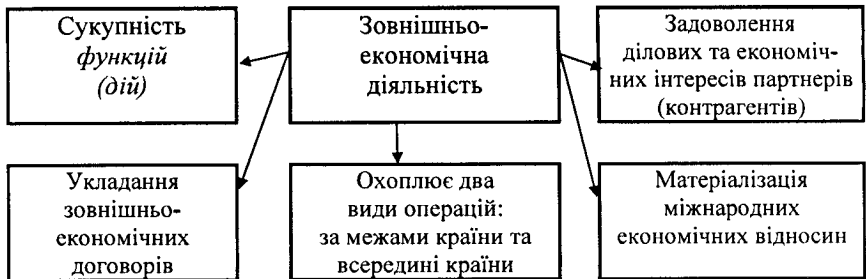 Сукупність
функцій
(дій)
Зовнішньо-
економічна
діяльність
Задоволення
ділових та економіч-
них інтересів партнерів
(контрагентів)
Укладання
зовнішньо-
економічних
договорів
Охоплює два
види операцій:
за межами країни та
всередині країни
Матеріалізація
міжнародних
економічних відносин